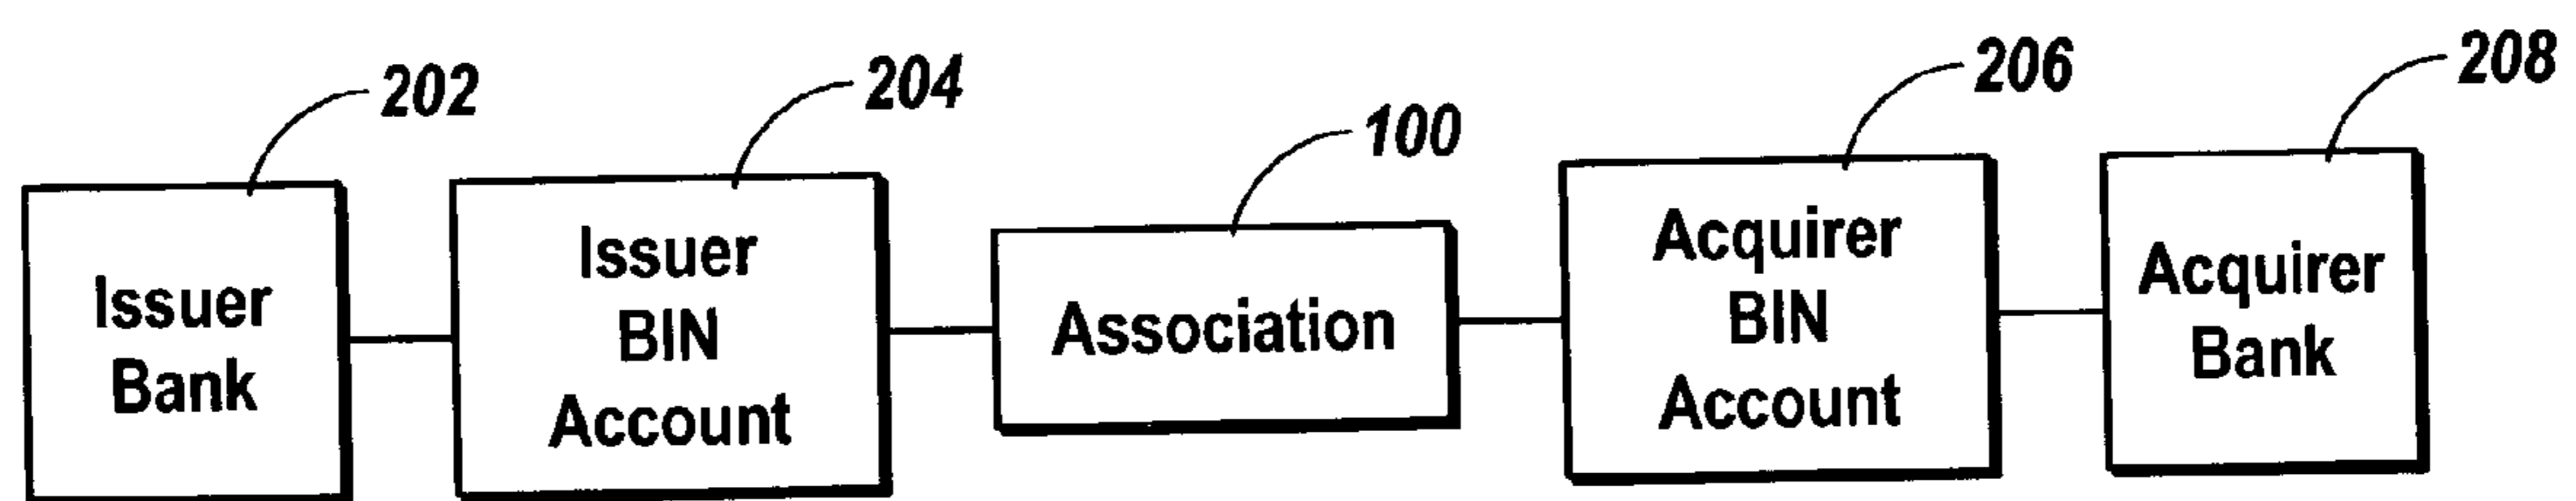 202
204
100
206
208
Issuer
Bank
Issuer
BIN
Account
Association
Acquirer
BIN
Account
Acquirer
Bank